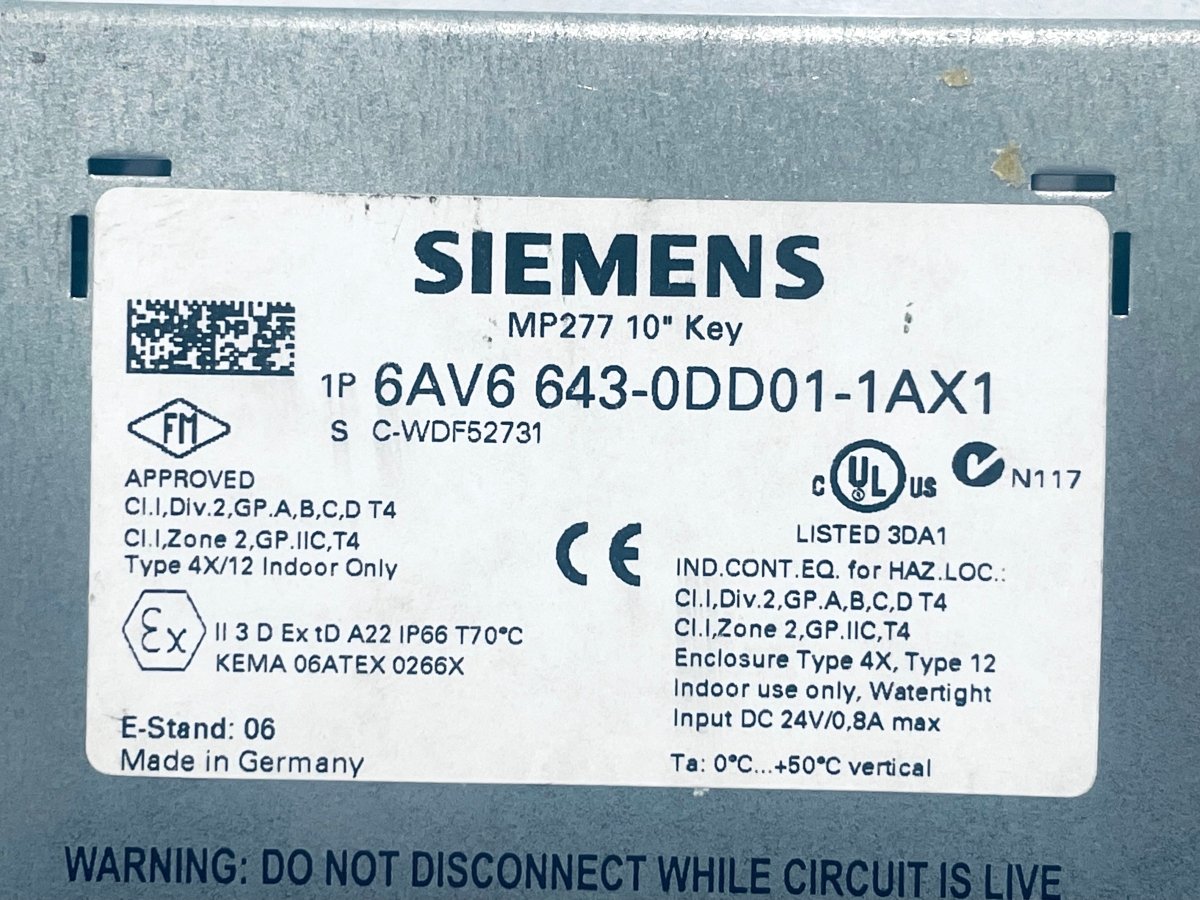 SIEMENS
MP277 10" Key
1P 6AV6 643-0DD01-1AX1
S C-WDF52731
FM
APPROVED
Cl.I,Div.2,GP.A,B,C,D T4
Cl.I,Zone 2,GP.IIC,T4
Type 4X/12 Indoor Only
Ex II 3 D Ex tD A22 IP66 T70°C
KEMA 06ATEX 0266X
E-Stand: 06
Made in Germany
CE
C UL US N117
LISTED 3DA1
IND.CONT.EQ. for HAZ.LOC.:
Cl.I,Div.2,GP.A,B,C,D T4
Cl.I,Zone 2,GP.IIC,T4
Enclosure Type 4X, Type 12
Indoor use only, Watertight
Input DC 24V/0,8A max
Ta: 0°C...+50°C vertical
WARNING: DO NOT DISCONNECT WHILE CIRCUIT IS LIVE